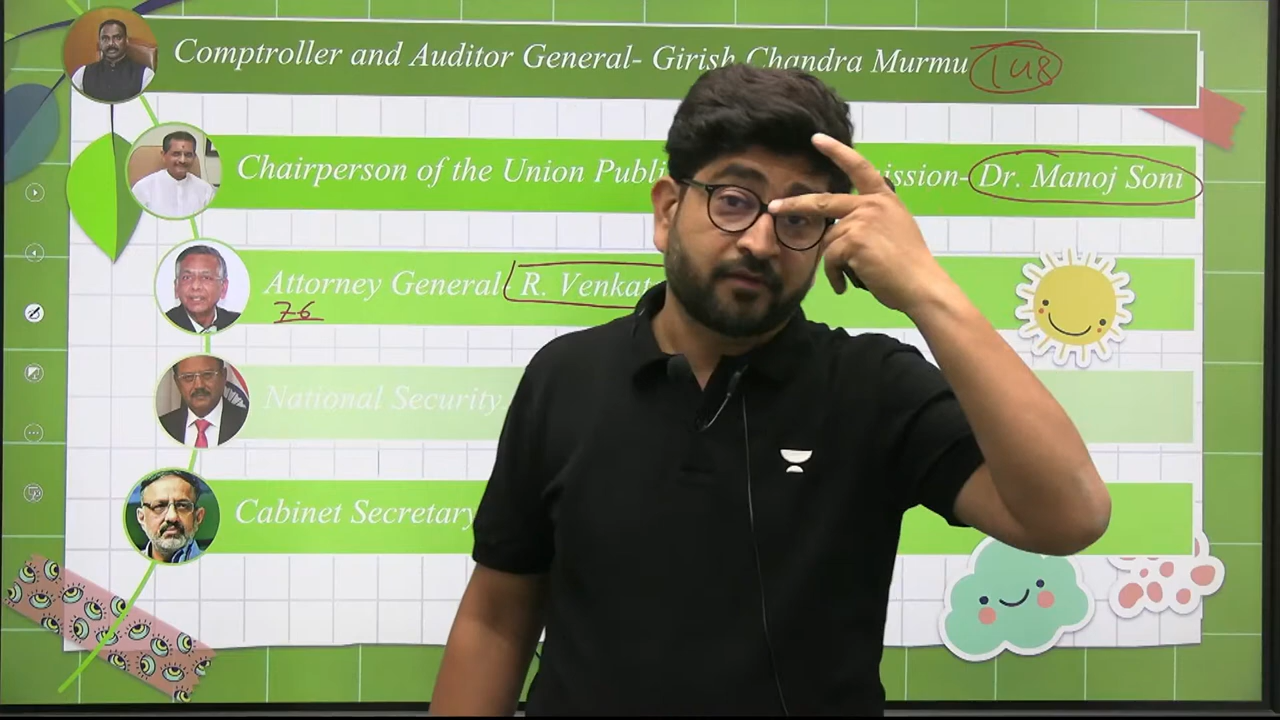 Comptroller and Auditor General- Girish Chandra Murmu 148
Chairperson of the Union Publi ission- Dr. Manoj Soni
Attorney General- R. Venkat
76
National Security
Cabinet Secretary